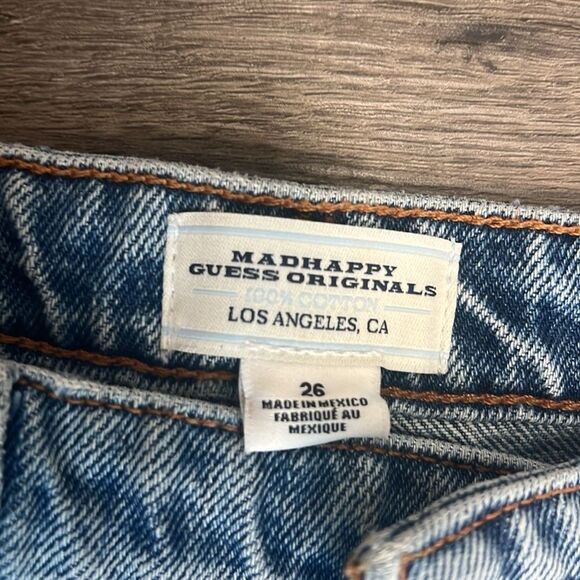 MADHAPPY
GUESS ORIGINALS
100% COTTON
LOS ANGELES, CA
26
MADE IN MEXICO
FABRIQUÉ AU
MEXIQUE